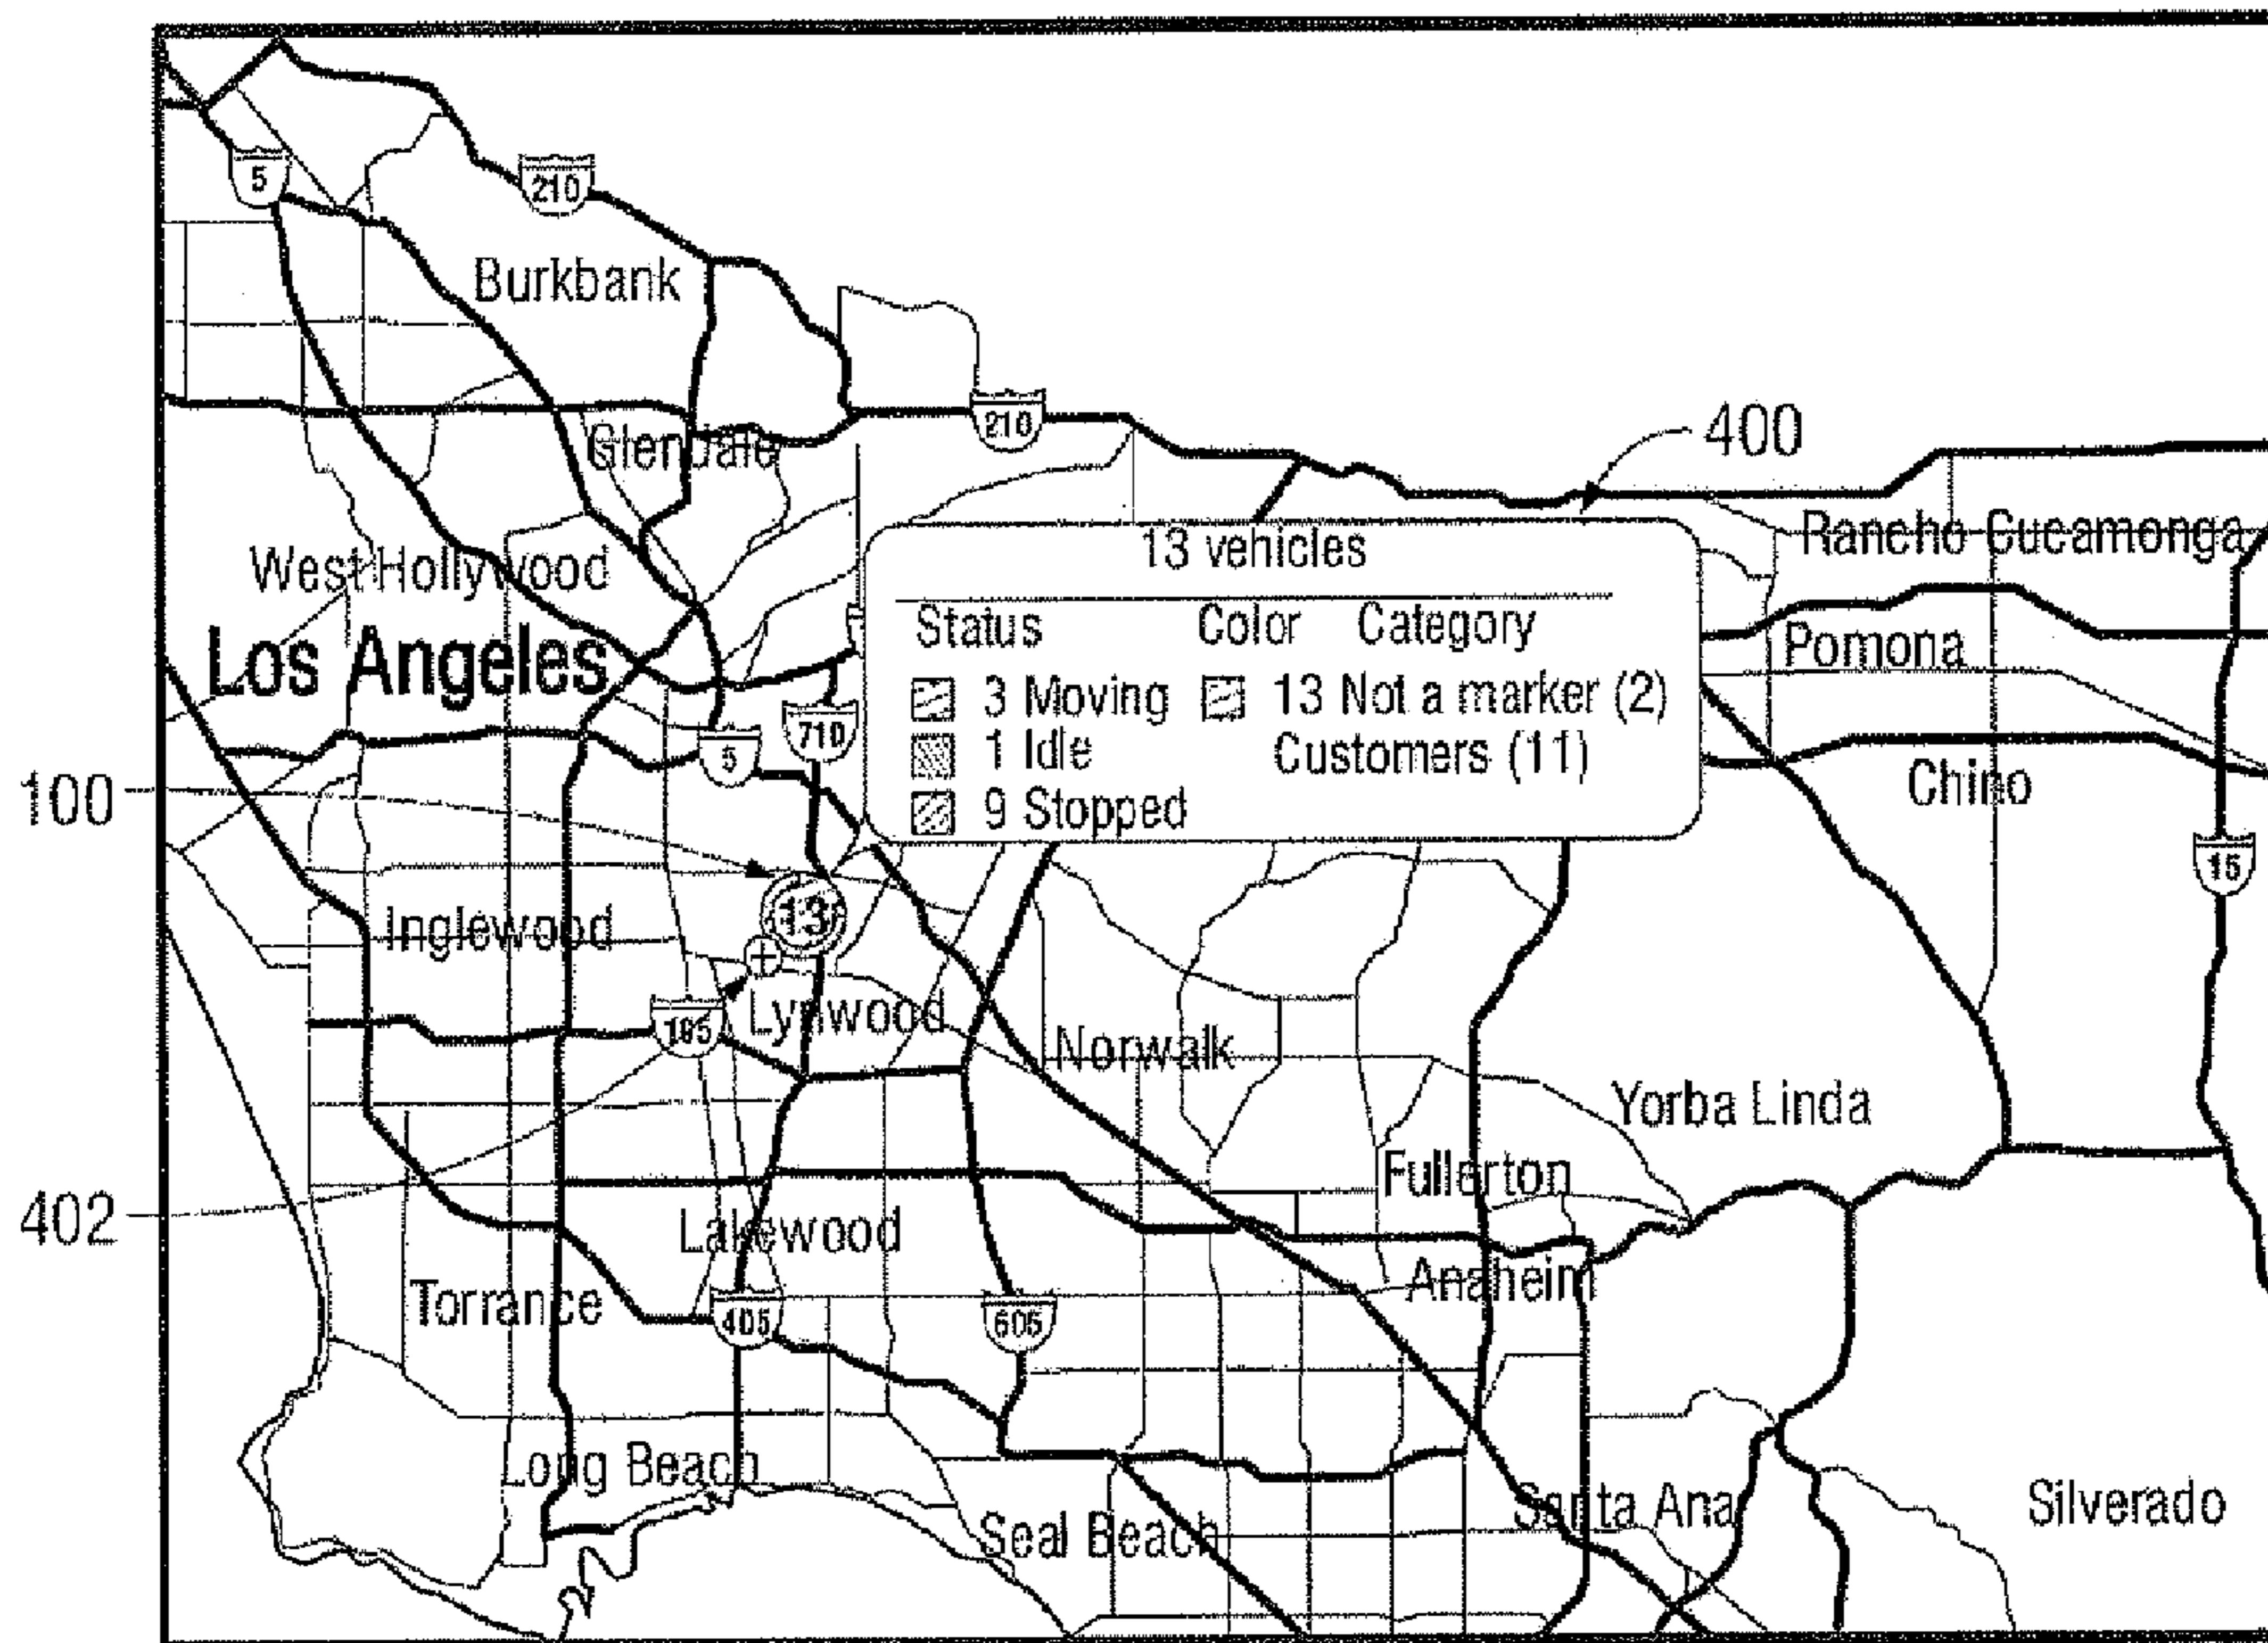 5
210
Burkbank
Glendale
210
400
West Hollywood
Rancho Cucamonga
Los Angeles
13 vehicles
Status Color Category
3 Moving 13 Not a marker (2)
1 Idle Customers (11)
9 Stopped
Pomona
710
5
Chino
100
15
13
Inglewood
105
Lynwood
Norwalk
Yorba Linda
Fullerton
402
Lakewood
Anaheim
Torrance
405
605
Long Beach
Santa Ana
Silverado
Seal Beach